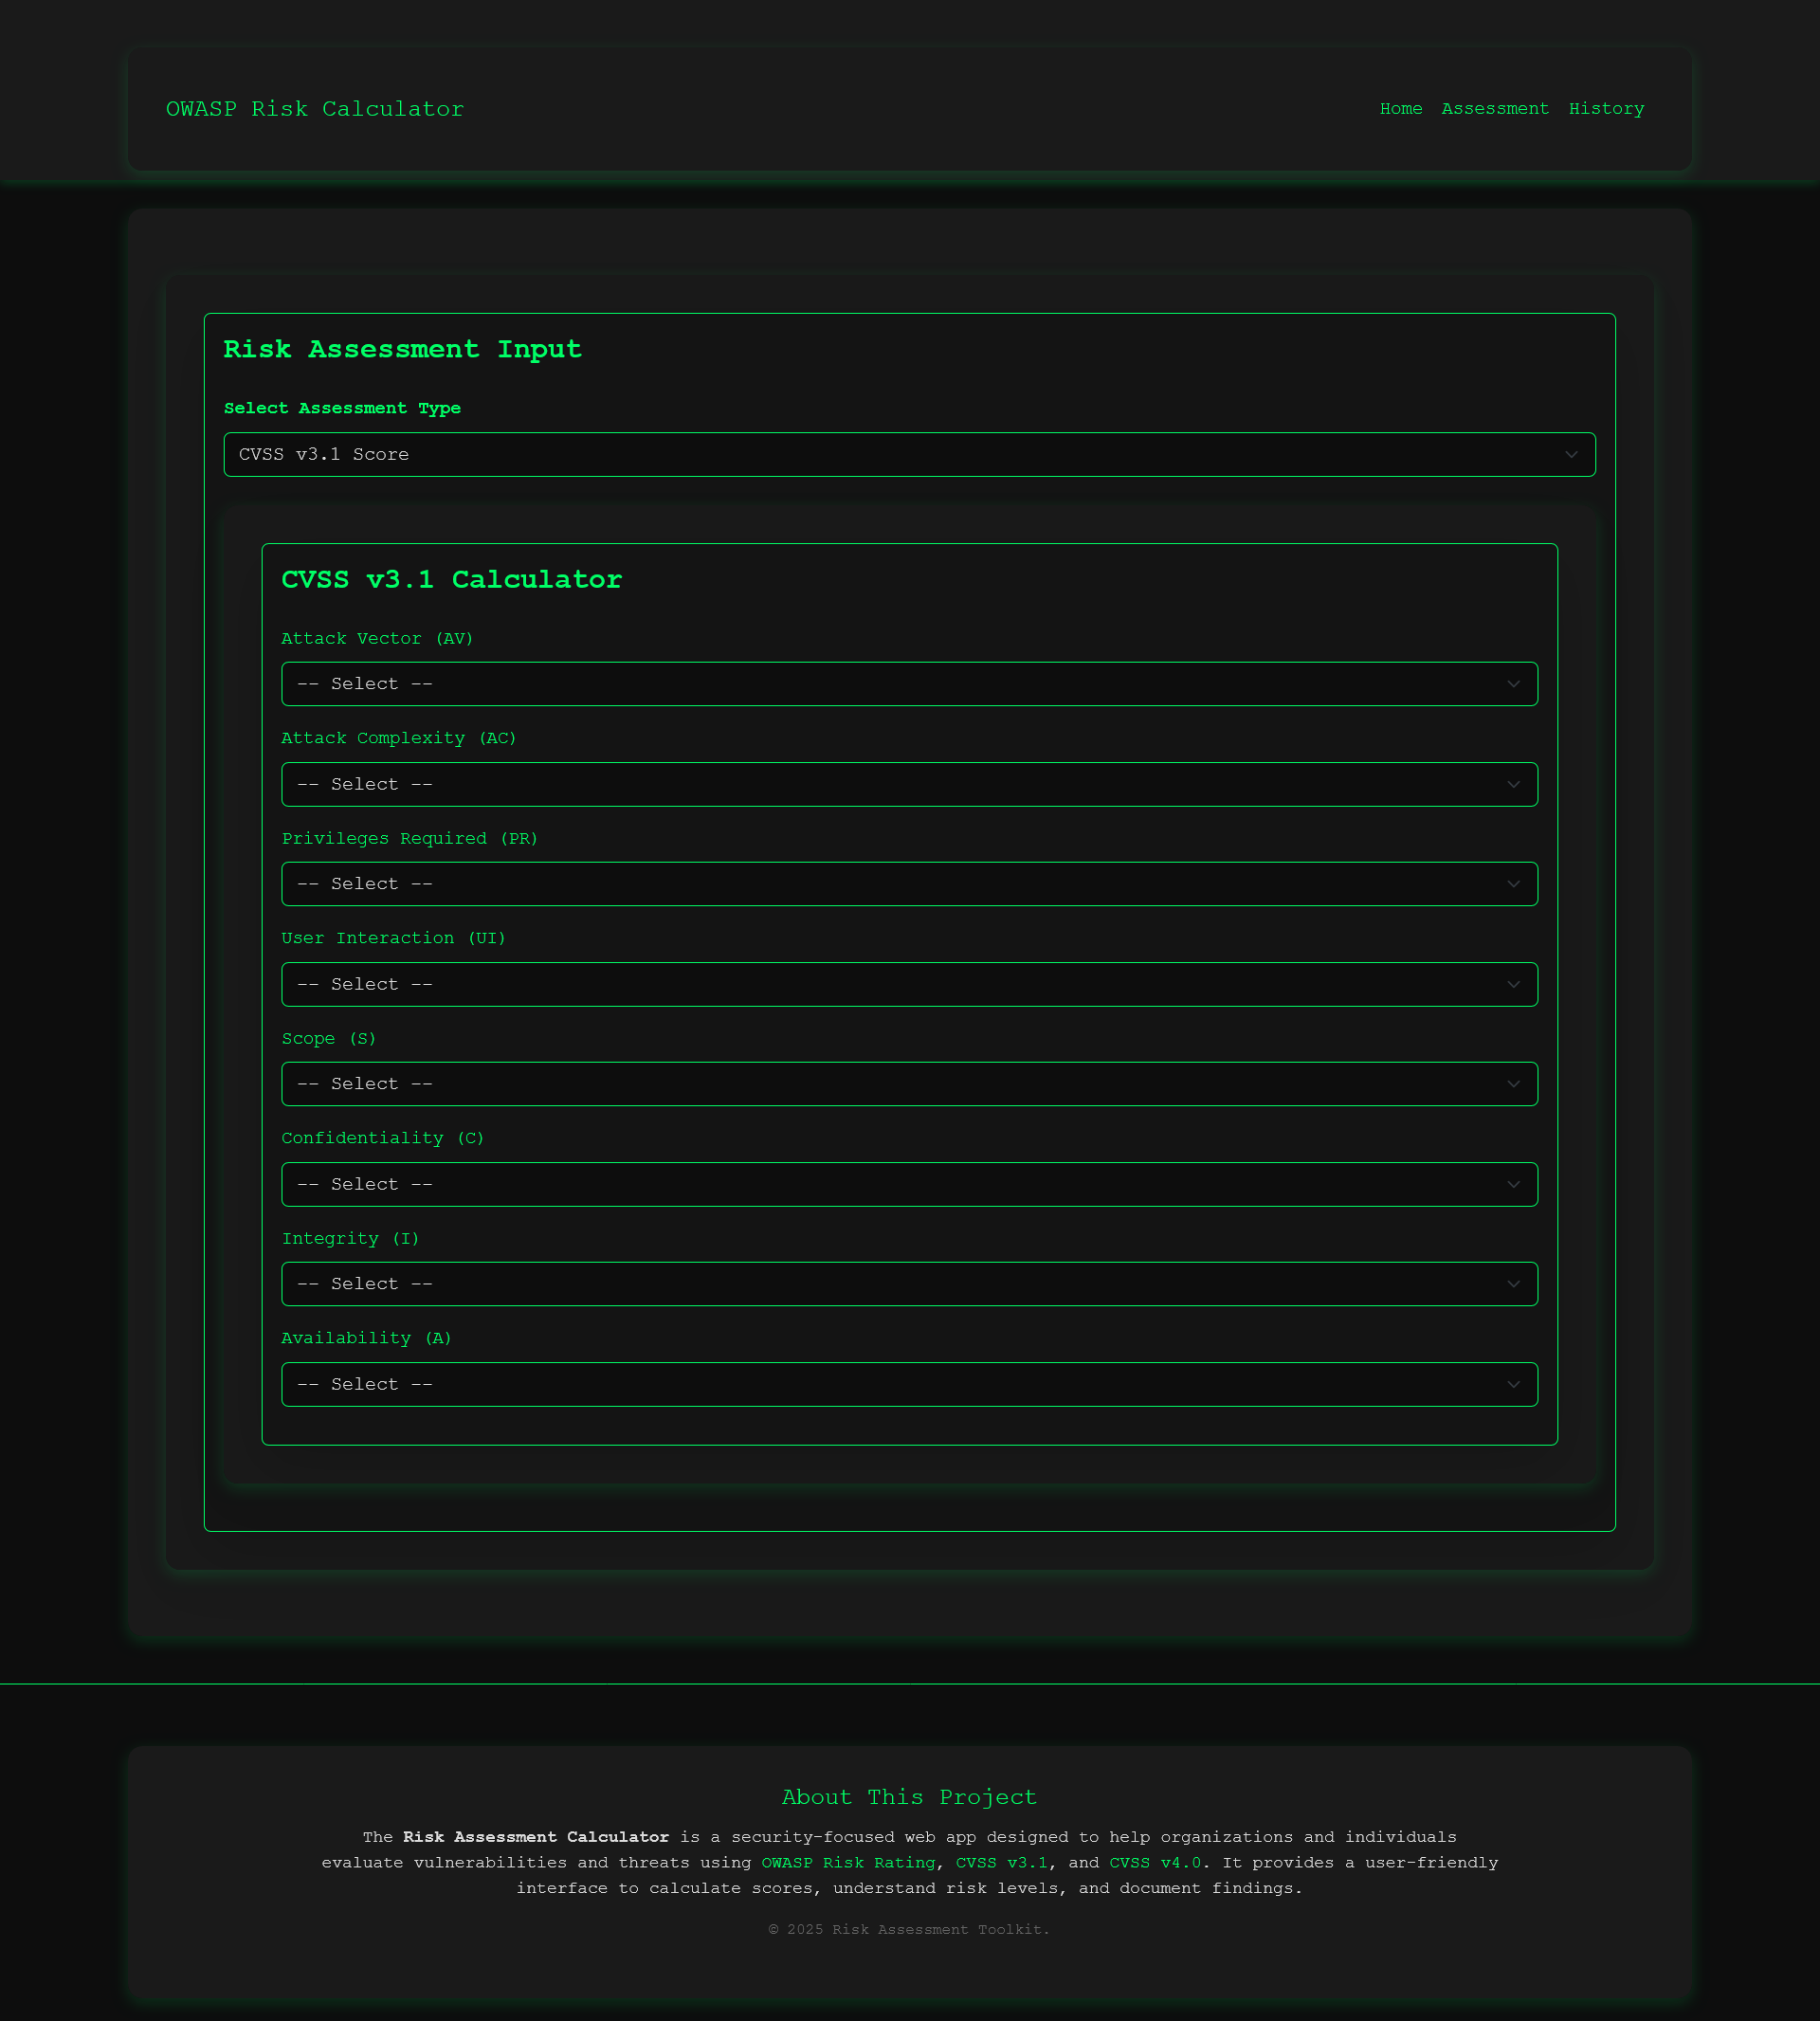 OWASP Risk Calculator
Home Assessment History
Risk Assessment Input
Select Assessment Type
CVSS v3.1 Score
CVSS v3.1 Calculator
Attack Vector (AV)
-- Select --
Attack Complexity (AC)
-- Select --
Privileges Required (PR)
-- Select --
User Interaction (UI)
-- Select --
Scope (S)
-- Select --
Confidentiality (C)
-- Select --
Integrity (I)
-- Select --
Availability (A)
-- Select --
About This Project
The Risk Assessment Calculator is a security-focused web app designed to help organizations and individuals
evaluate vulnerabilities and threats using OWASP Risk Rating, CVSS v3.1, and CVSS v4.0. It provides a user-friendly
interface to calculate scores, understand risk levels, and document findings.
© 2025 Risk Assessment Toolkit.